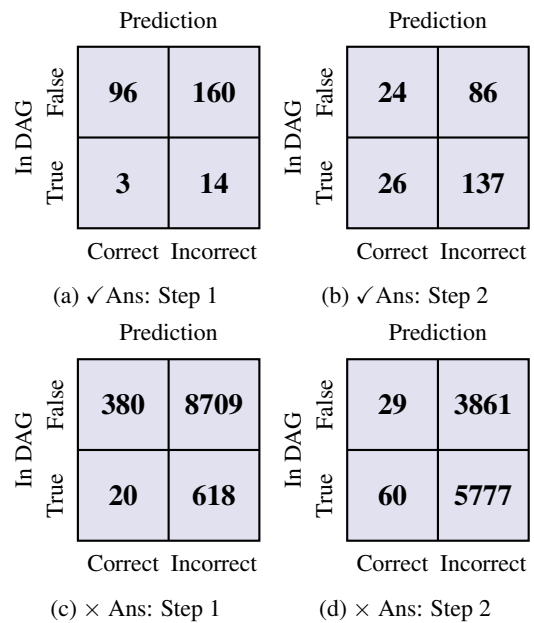 Prediction Prediction
In DAG False 96 160 In DAG False 24 86
True 3 14 True 26 137
Correct Incorrect Correct Incorrect
(a) ✓Ans: Step 1 (b) ✓Ans: Step 2
Prediction Prediction
In DAG False 380 8709 In DAG False 29 3861
True 20 618 True 60 5777
Correct Incorrect Correct Incorrect
(c) × Ans: Step 1 (d) × Ans: Step 2